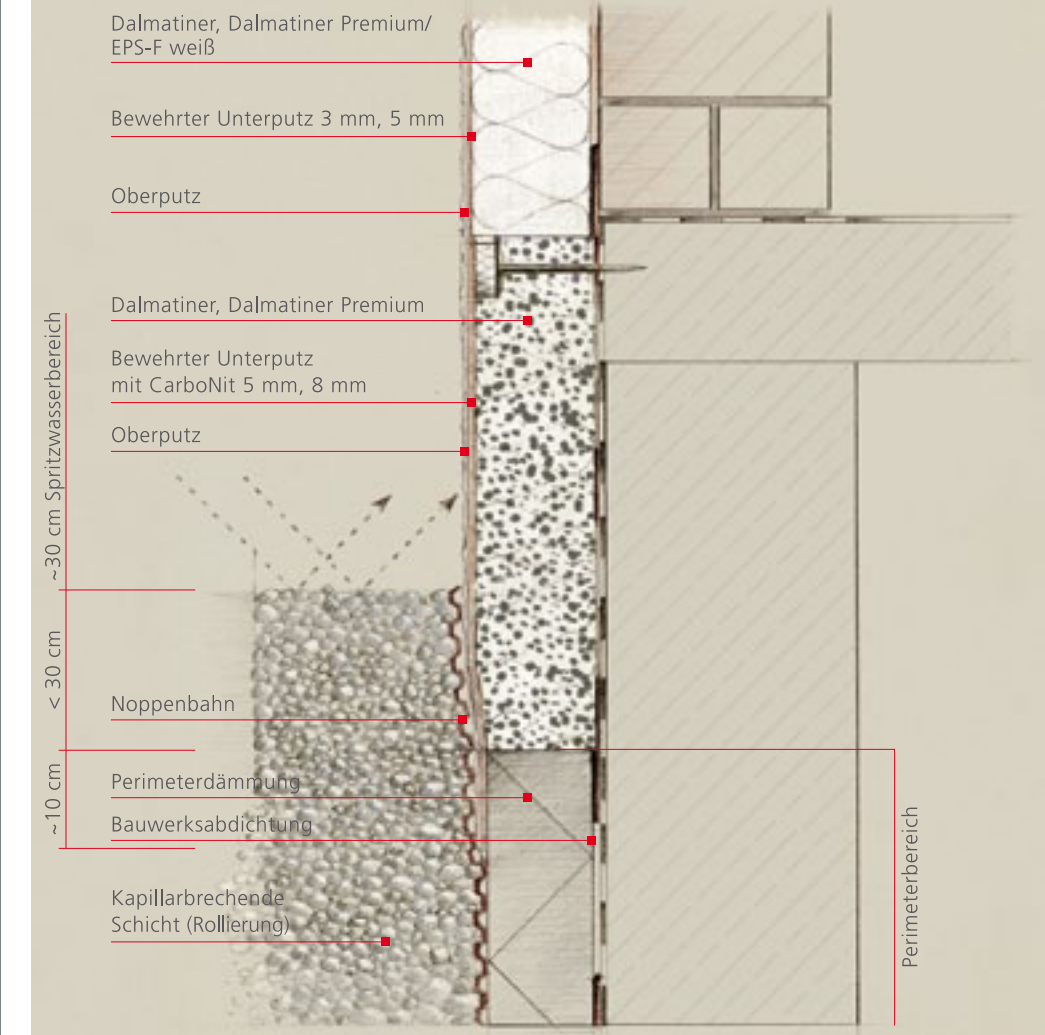 Dalmatiner, Dalmatiner Premium/
EPS-F weiß
Bewehrter Unterputz 3 mm, 5 mm
Oberputz
Dalmatiner, Dalmatiner Premium
Bewehrter Unterputz
mit CarboNit 5 mm, 8 mm
Oberputz
~30 cm Spritzwasserbereich
< 30 cm
~10 cm
Noppenbahn
Perimeterdämmung
Bauwerksabdichtung
Kapillarbrechende
Schicht (Rollierung)
Perimeterbereich